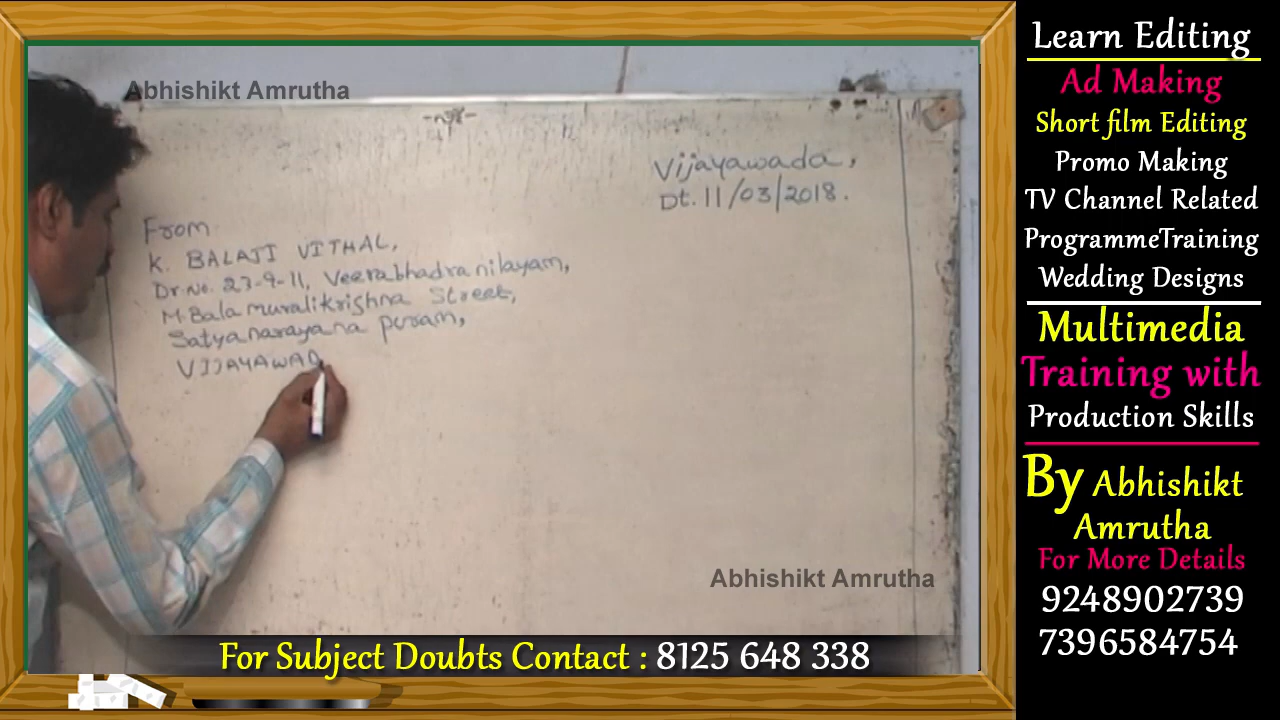 Abhishikt Amrutha
Vijayawada,
Dt. 11/03/2018.
From
K. BALAJI VITHAL,
Dr.No. 23-9-11, Veerabhadra nilayam,
M.Bala muralikrishna Street,
Satyanarayana puram,
VIJAYAWAD
Abhishikt Amrutha
For Subject Doubts Contact : 8125 648 338
Learn Editing
Ad Making
Short film Editing
Promo Making
TV Channel Related
ProgrammeTraining
Wedding Designs
Multimedia
Training with
Production Skills
By Abhishikt
Amrutha
For More Details
9248902739
7396584754